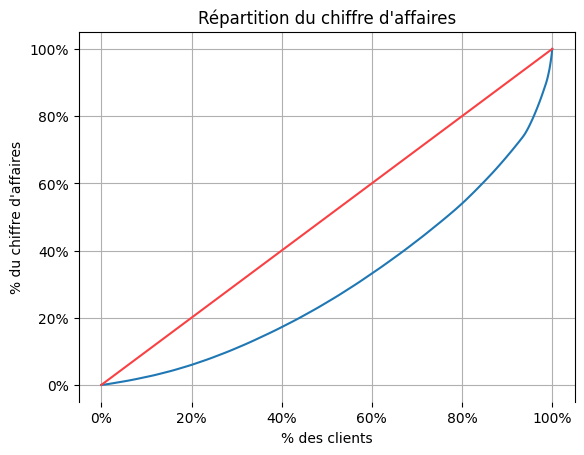 Répartition du chiffre d'affaires
100%
80%
60%
40%
20%
0%
% du chiffre d'affaires
0% 20% 40% 60% 80% 100%
% des clients